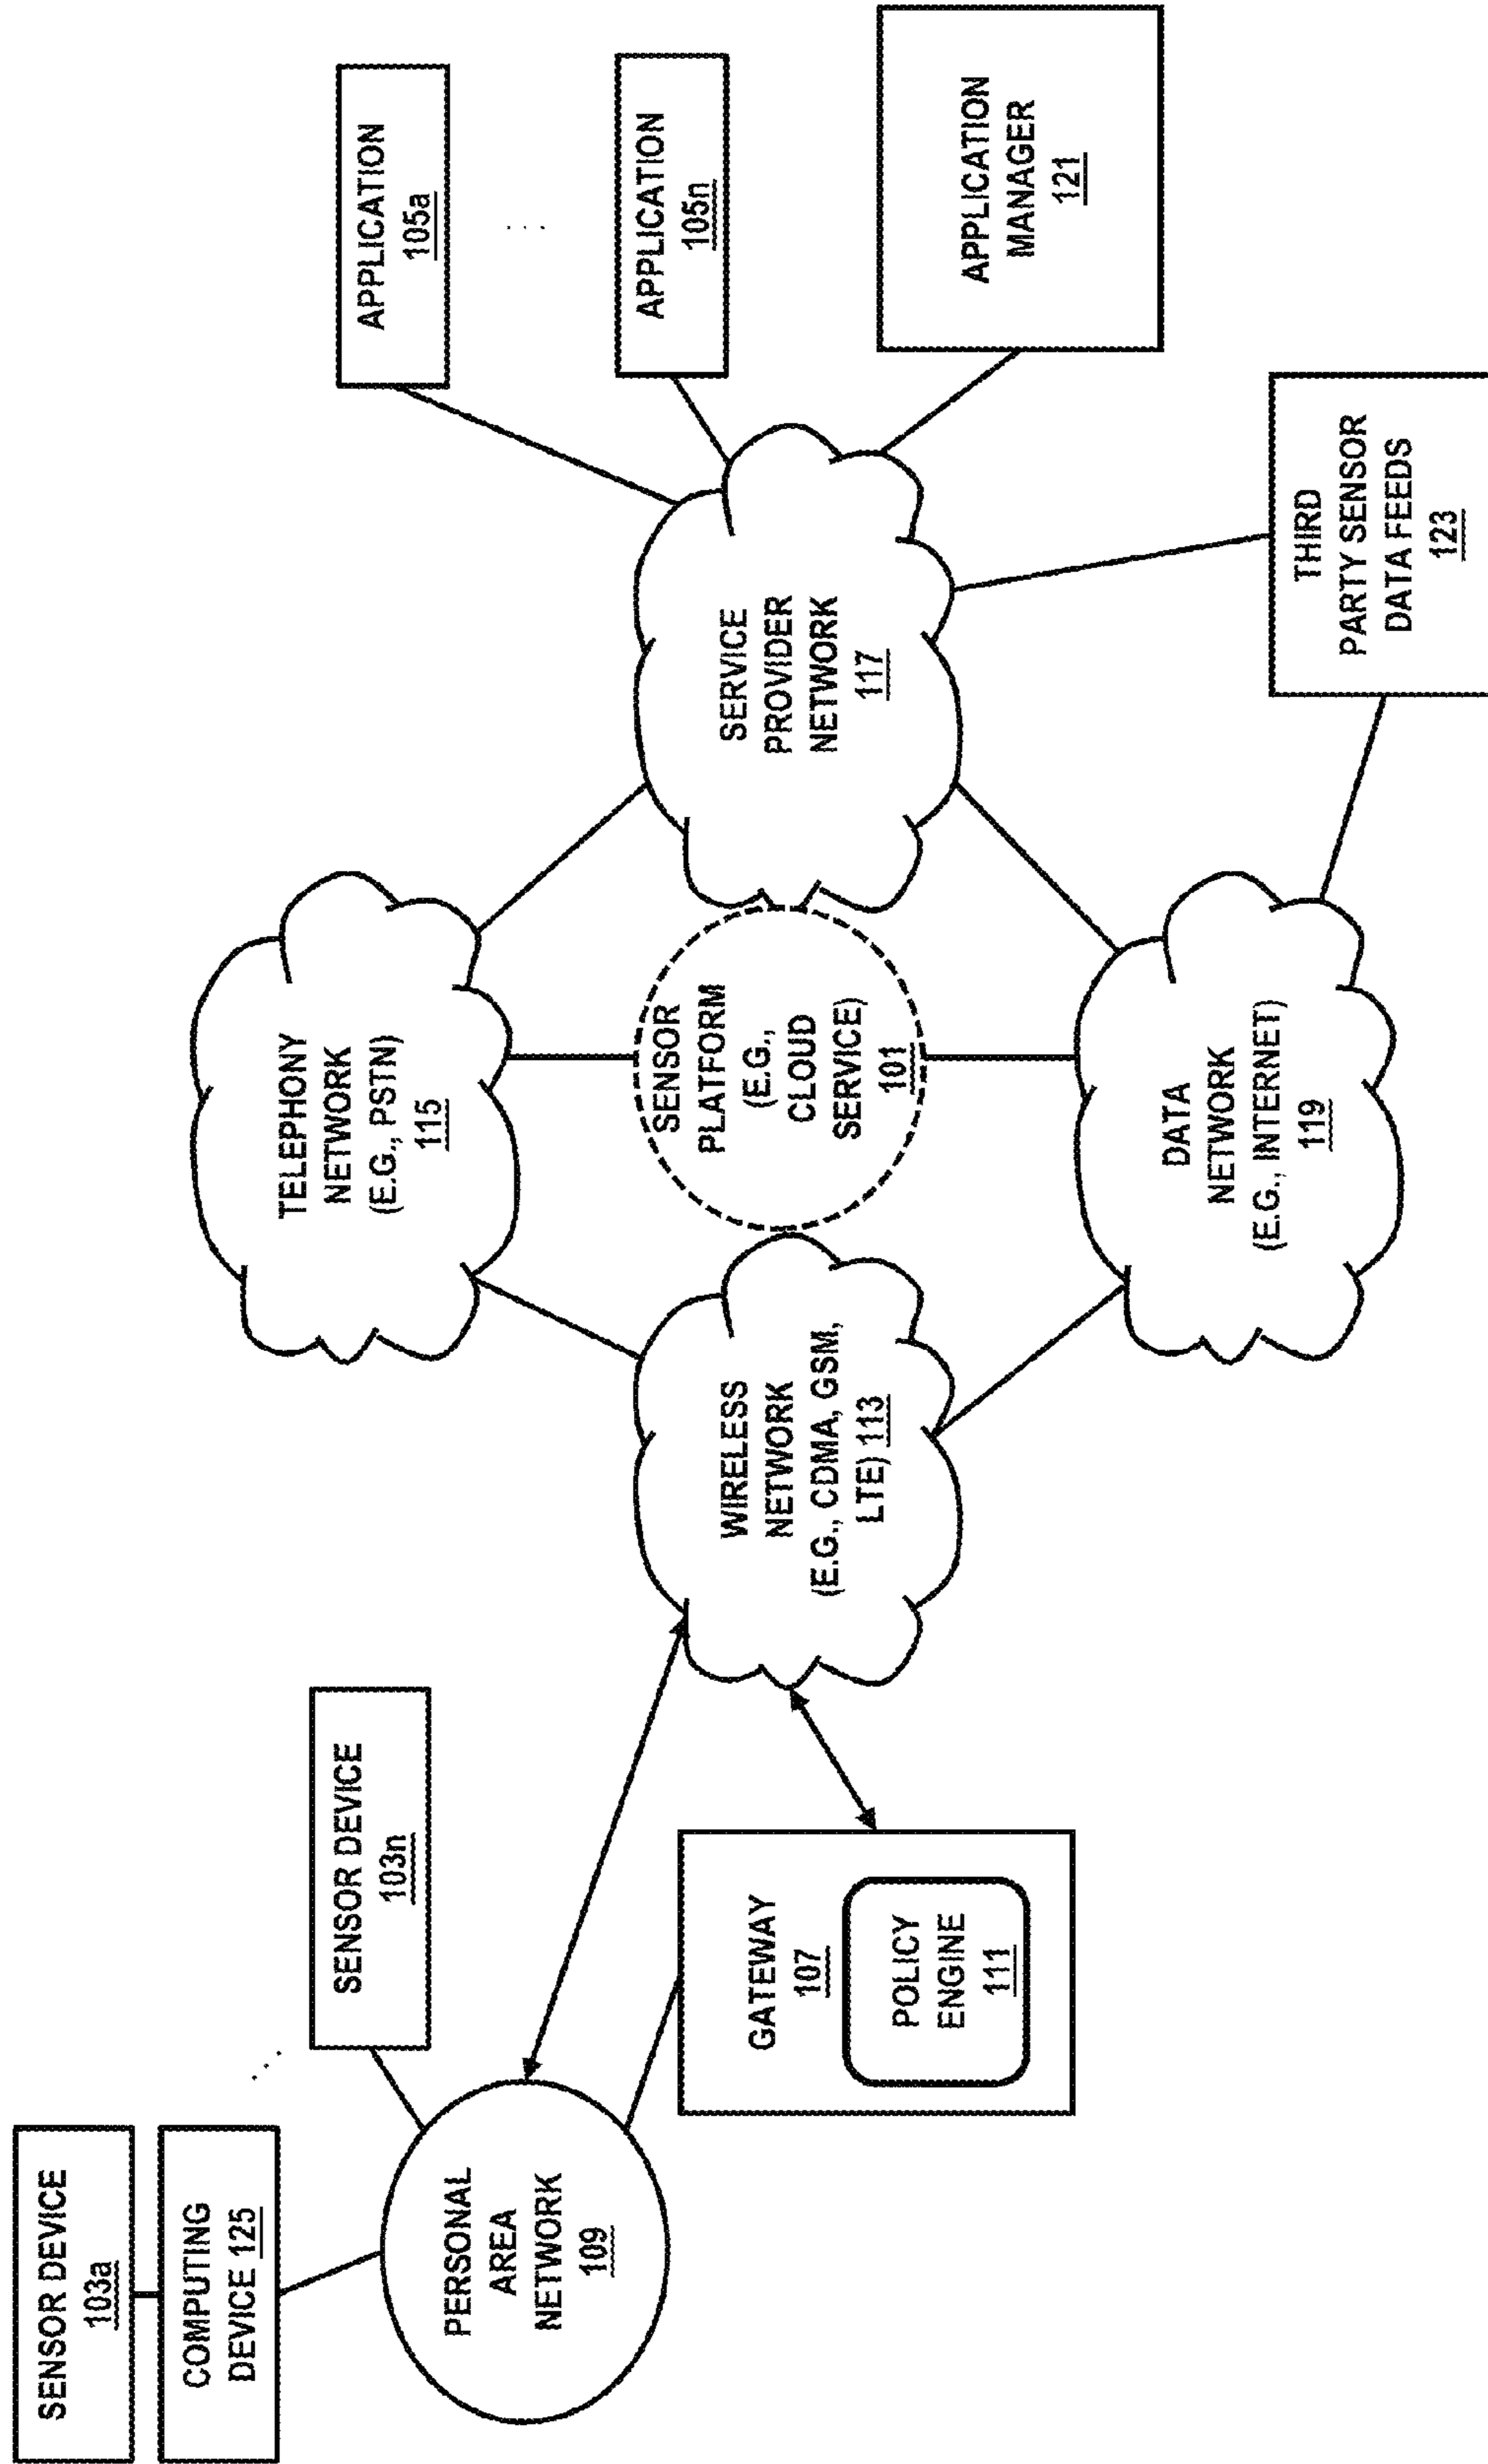 SENSOR DEVICE
103a
COMPUTING
DEVICE 125
SENSOR DEVICE
103n
PERSONAL
AREA
NETWORK
109
GATEWAY
107
POLICY
ENGINE
111
TELEPHONY
NETWORK
(E.G., PSTN)
115
WIRELESS
NETWORK
(E.G., CDMA, GSM,
LTE) 113
SENSOR
PLATFORM
(E.G.,
CLOUD
SERVICE)
101
DATA
NETWORK
(E.G., INTERNET)
119
SERVICE
PROVIDER
NETWORK
117
APPLICATION
105a
APPLICATION
105n
APPLICATION
MANAGER
121
THIRD
PARTY SENSOR
DATA FEEDS
123